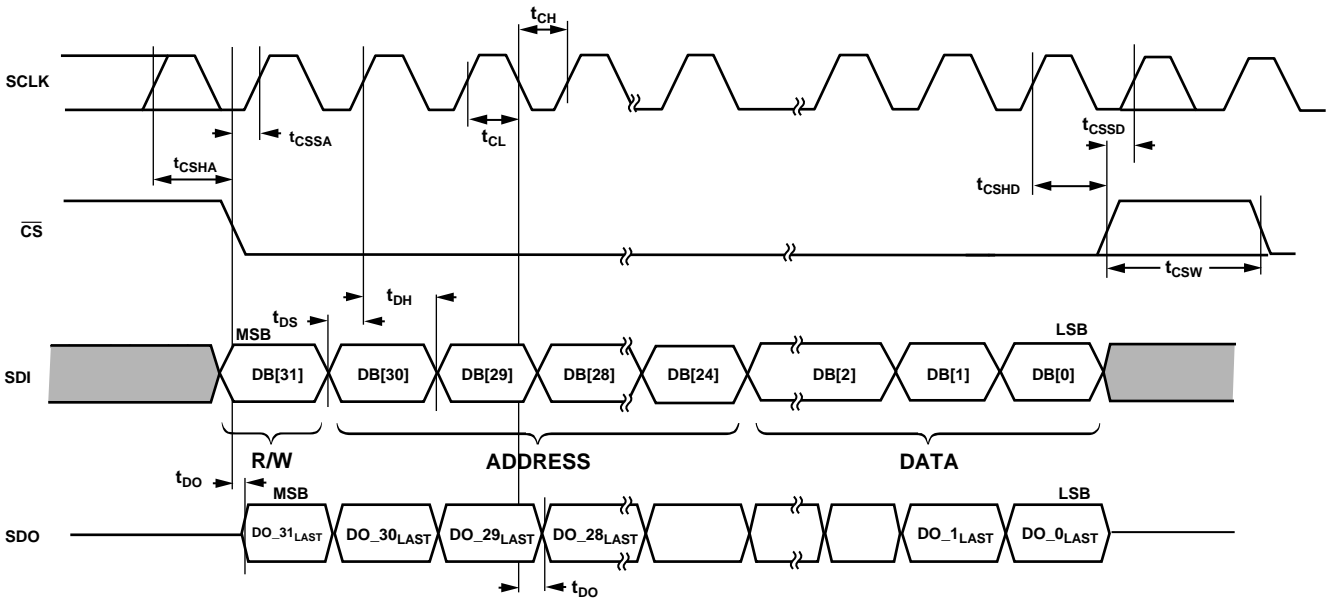 tCH
SCLK
tCSSA
tCL
tCSSD
tCSHA
tCSHD
CS
tCSW
tDH
tDS
MSB
LSB
SDI
DB[31]
DB[30]
DB[29]
DB[28]
DB[24]
DB[2]
DB[1]
DB[0]
R/W
ADDRESS
DATA
tDO
MSB
LSB
SDO
DO_31LAST
DO_30LAST
DO_29LAST
DO_28LAST
DO_1LAST
DO_0LAST
tDO